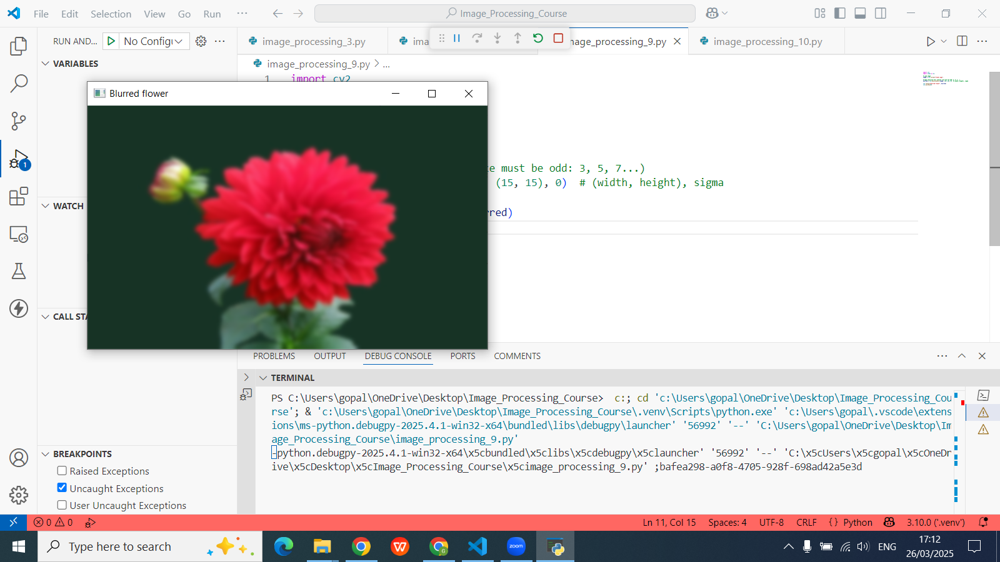 File Edit Selection View Go Run ···
Image_Processing_Course
RUN AND... No Config
image_processing_3.py
ima
mage_processing_9.py
image_processing_10.py
VARIABLES
image_processing_9.py > ...
1 import cv2
Blurred flower
e must be odd: 3, 5, 7...)
(15, 15), 0) # (width, height), sigma
WATCH
rred)
CALL STA
PROBLEMS OUTPUT DEBUG CONSOLE PORTS COMMENTS
TERMINAL
PS C:\Users\gopal\OneDrive\Desktop\Image_Processing_Course> c:; cd 'c:\Users\gopal\OneDrive\Desktop\Image_Processing_Cou
rse'; & 'c:\Users\gopal\OneDrive\Desktop\Image_Processing_Course\.venv\Scripts\python.exe' 'c:\Users\gopal\.vscode\extens
ions\ms-python.debugpy-2025.4.1-win32-x64\bundled\libs\debugpy\launcher' '56992' '--' 'C:\Users\gopal\OneDrive\Desktop\Im
age_Processing_Course\image_processing_9.py'
-python.debugpy-2025.4.1-win32-x64\x5cbundled\x5clibs\x5cdebugpy\x5clauncher' '56992' '--' 'C:\x5cUsers\x5cgopal\x5cOneDr
ive\x5cDesktop\x5cImage_Processing_Course\x5cimage_processing_9.py' ;bafea298-a0f8-4705-928f-698ad42a5e3d
BREAKPOINTS
Raised Exceptions
Uncaught Exceptions
User Uncaught Exceptions
0 0 Ln 11, Col 15 Spaces: 4 UTF-8 CRLF {} Python 3.10.0 ('.venv')
Type here to search
zoom
ENG
17:12
26/03/2025